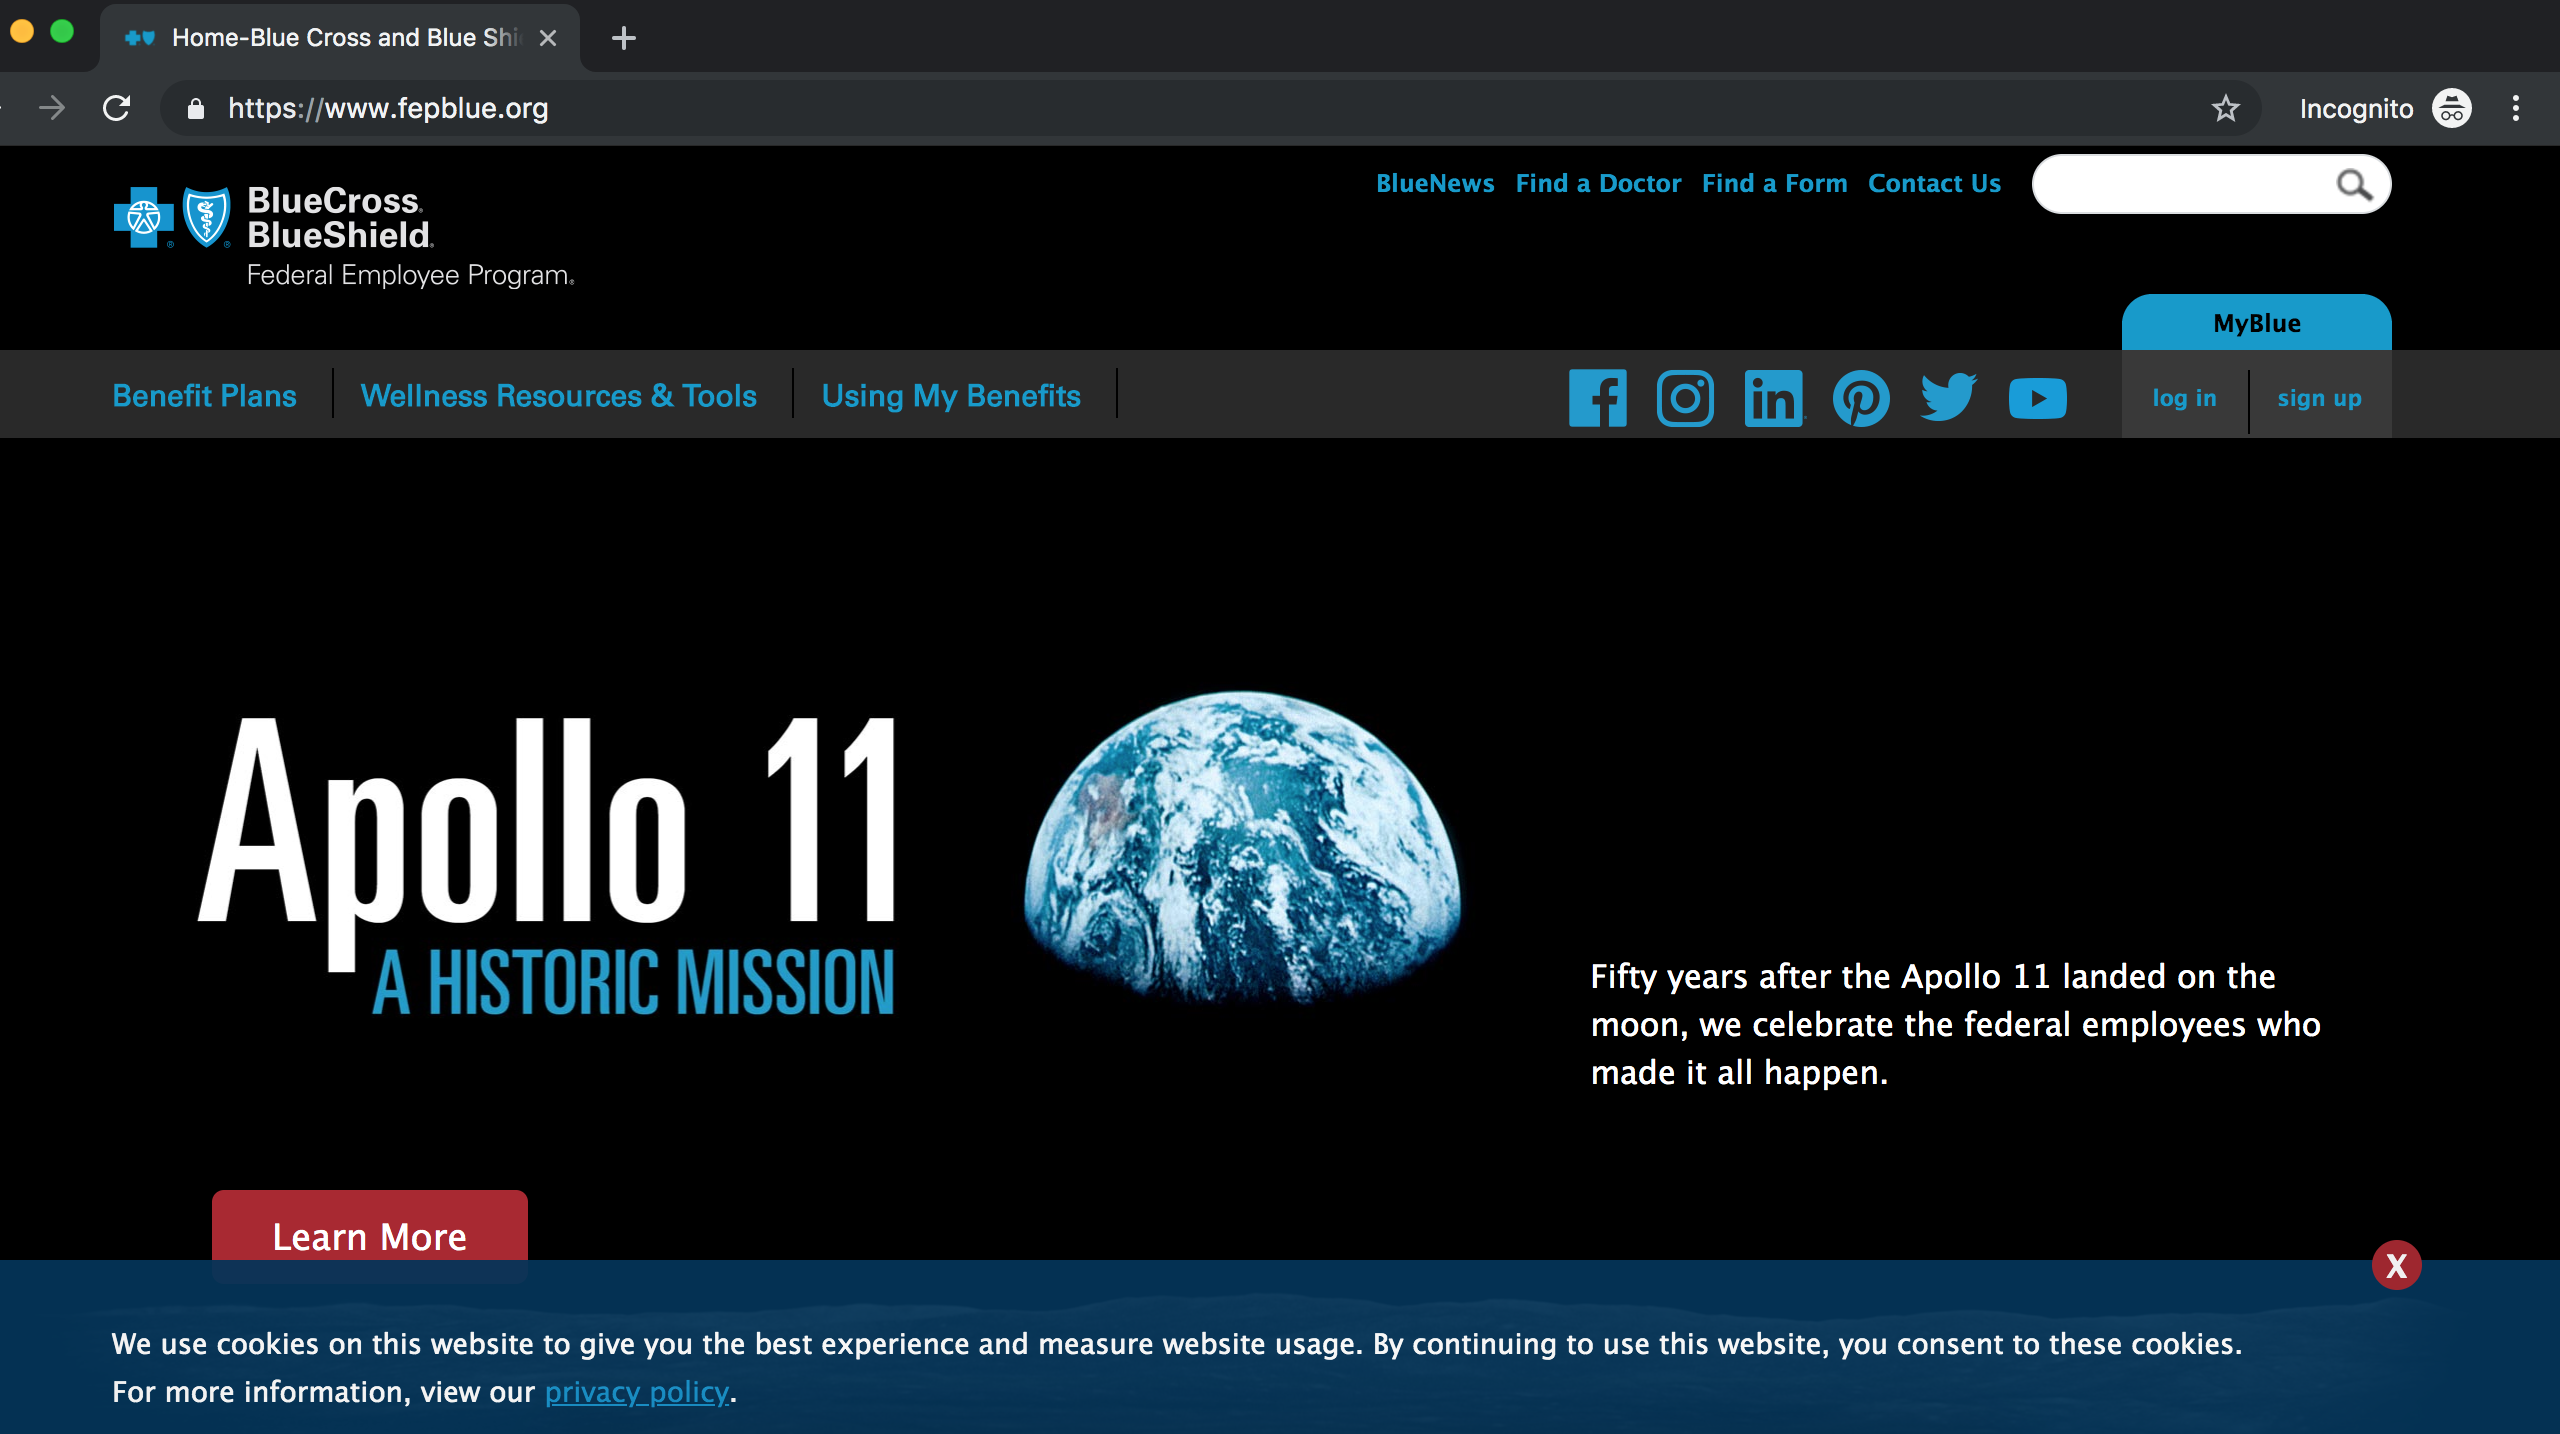 Home-Blue Cross and Blue Shi
https://www.fepblue.org
Incognito
BlueCross®
BlueShield®
Federal Employee Program®
BlueNews Find a Doctor Find a Form Contact Us
MyBlue
Benefit Plans Wellness Resources & Tools Using My Benefits
log in sign up
Apollo 11
A HISTORIC MISSION
Fifty years after the Apollo 11 landed on the
moon, we celebrate the federal employees who
made it all happen.
Learn More
X
We use cookies on this website to give you the best experience and measure website usage. By continuing to use this website, you consent to these cookies.
For more information, view our privacy policy.